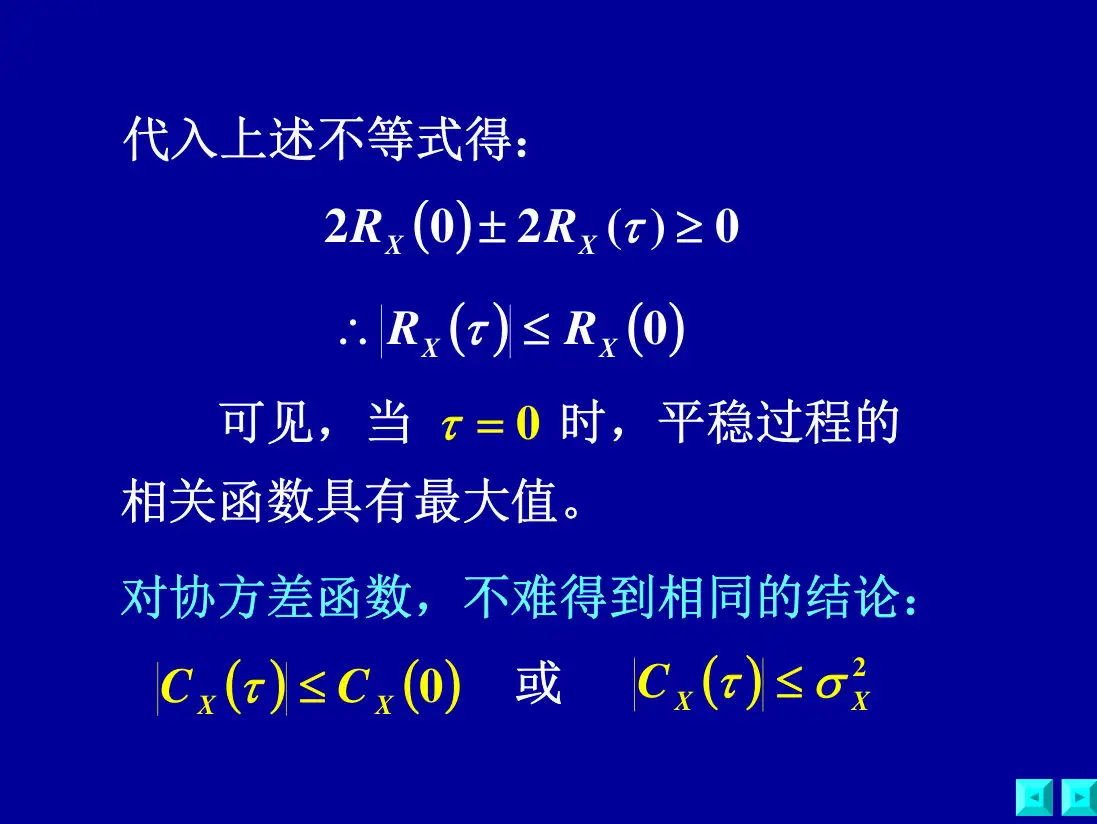 代入上述不等式得：
2R_X(0) ± 2R_X(τ) ≥ 0
∴ |R_X(τ)| ≤ R_X(0)
可见，当 τ = 0 时，平稳过程的
相关函数具有最大值。
对协方差函数，不难得到相同的结论：
|C_X(τ)| ≤ C_X(0) 或 |C_X(τ)| ≤ σ_X^2